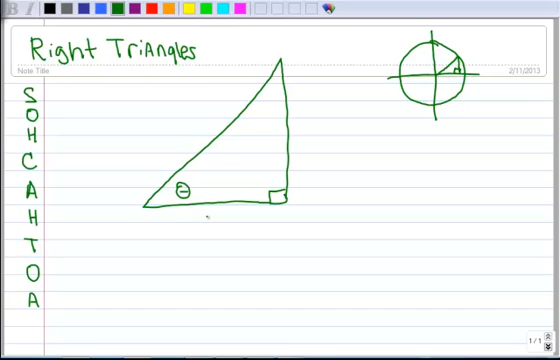 Right Triangles
Note Title
2/11/2013
S
O
H
C
A
H
T
O
A
θ
1/1